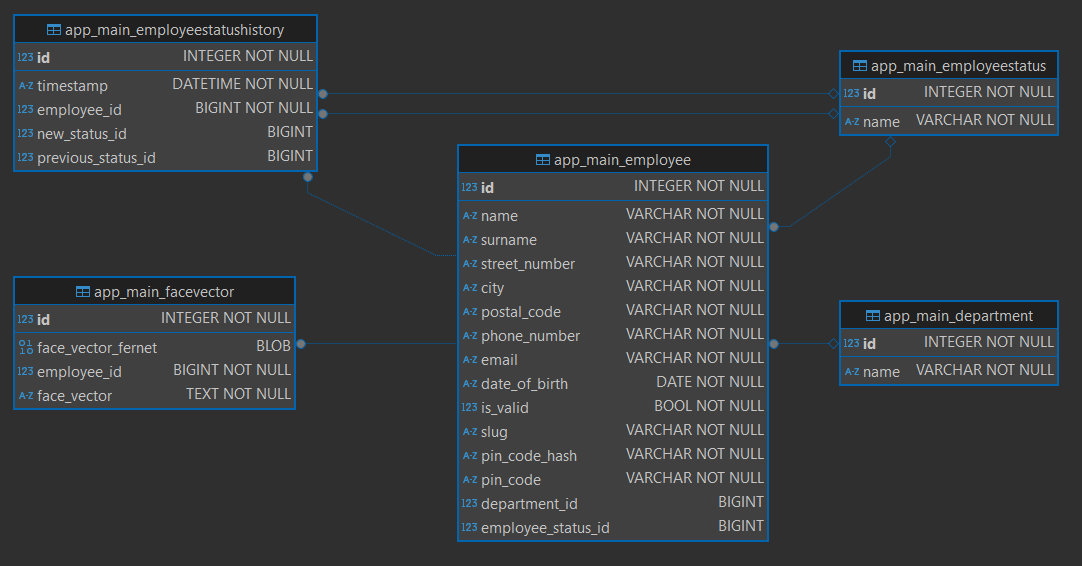 app_main_employeestatushistory
123 id INTEGER NOT NULL
A-Z timestamp DATETIME NOT NULL
123 employee_id BIGINT NOT NULL
123 new_status_id BIGINT
123 previous_status_id BIGINT
app_main_employeestatus
123 id INTEGER NOT NULL
A-Z name VARCHAR NOT NULL
app_main_employee
123 id INTEGER NOT NULL
A-Z name VARCHAR NOT NULL
A-Z surname VARCHAR NOT NULL
A-Z street_number VARCHAR NOT NULL
A-Z city VARCHAR NOT NULL
A-Z postal_code VARCHAR NOT NULL
A-Z phone_number VARCHAR NOT NULL
A-Z email VARCHAR NOT NULL
A-Z date_of_birth DATE NOT NULL
123 is_valid BOOL NOT NULL
A-Z slug VARCHAR NOT NULL
A-Z pin_code_hash VARCHAR NOT NULL
A-Z pin_code VARCHAR NOT NULL
123 department_id BIGINT
123 employee_status_id BIGINT
app_main_facevector
123 id INTEGER NOT NULL
01 10 face_vector_fernet BLOB
123 employee_id BIGINT NOT NULL
A-Z face_vector TEXT NOT NULL
app_main_department
123 id INTEGER NOT NULL
A-Z name VARCHAR NOT NULL